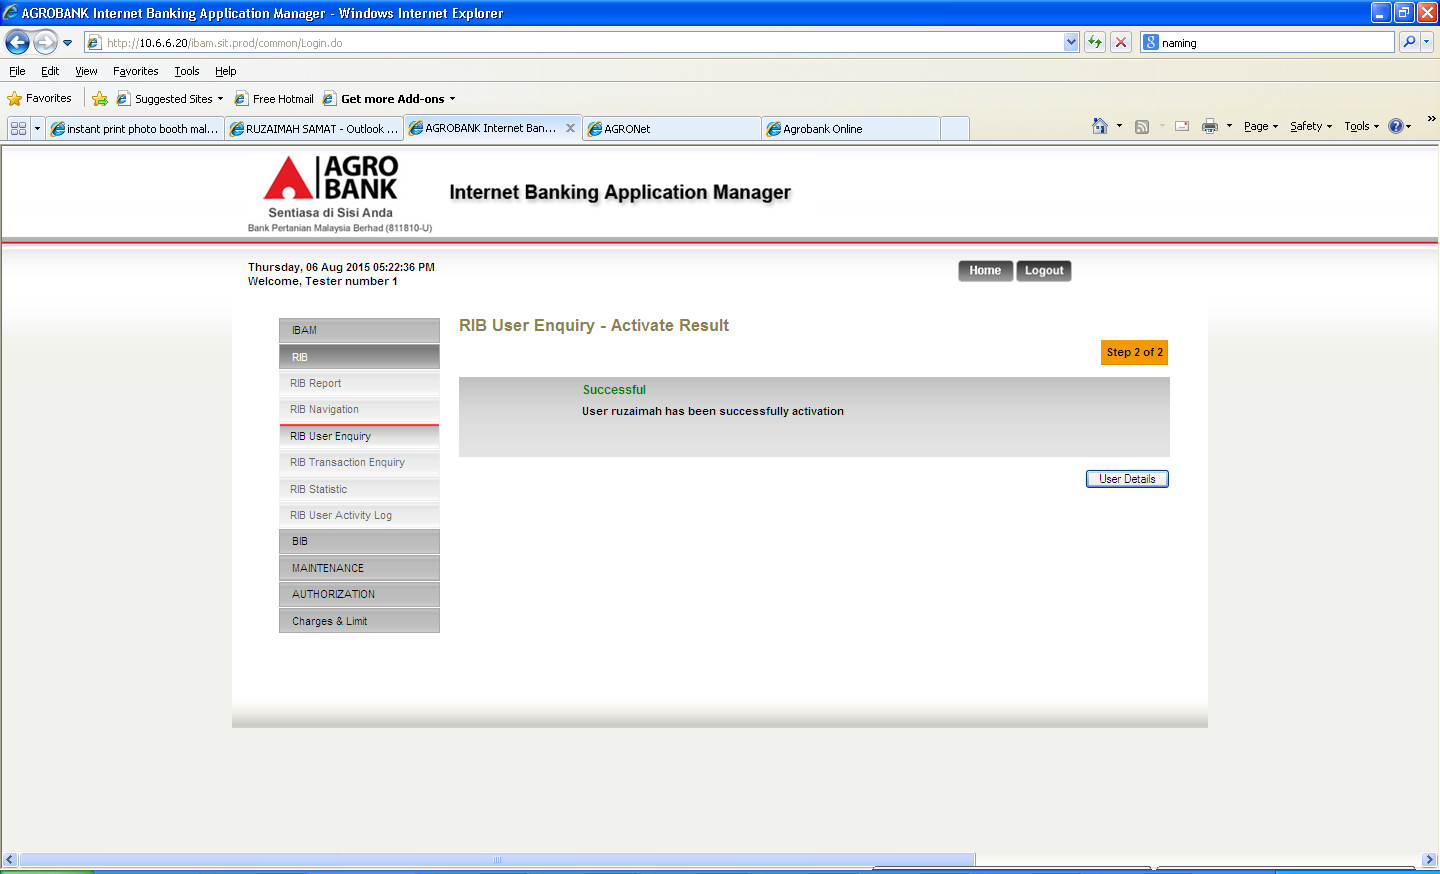 AGROBANK Internet Banking Application Manager - Windows Internet Explorer
http://10.6.6.20/ibam.sit.prod/common/Login.do
naming
File Edit View Favorites Tools Help
Favorites Suggested Sites Free Hotmail Get more Add-ons
instant print photo booth mal... RUZAIMAH SAMAT - Outlook ... AGROBANK Internet Ban... AGRONet Agrobank Online Page Safety Tools
AGRO
BANK
Sentiasa di Sisi Anda
Bank Pertanian Malaysia Berhad (811810-U)
Internet Banking Application Manager
Thursday, 06 Aug 2015 05:22:36 PM
Welcome, Tester number 1
Home Logout
IBAM
RIB
RIB Report
RIB Navigation
RIB User Enquiry
RIB Transaction Enquiry
RIB Statistic
RIB User Activity Log
BIB
MAINTENANCE
AUTHORIZATION
Charges & Limit
RIB User Enquiry - Activate Result
Step 2 of 2
Successful
User ruzaimah has been successfully activation
User Details